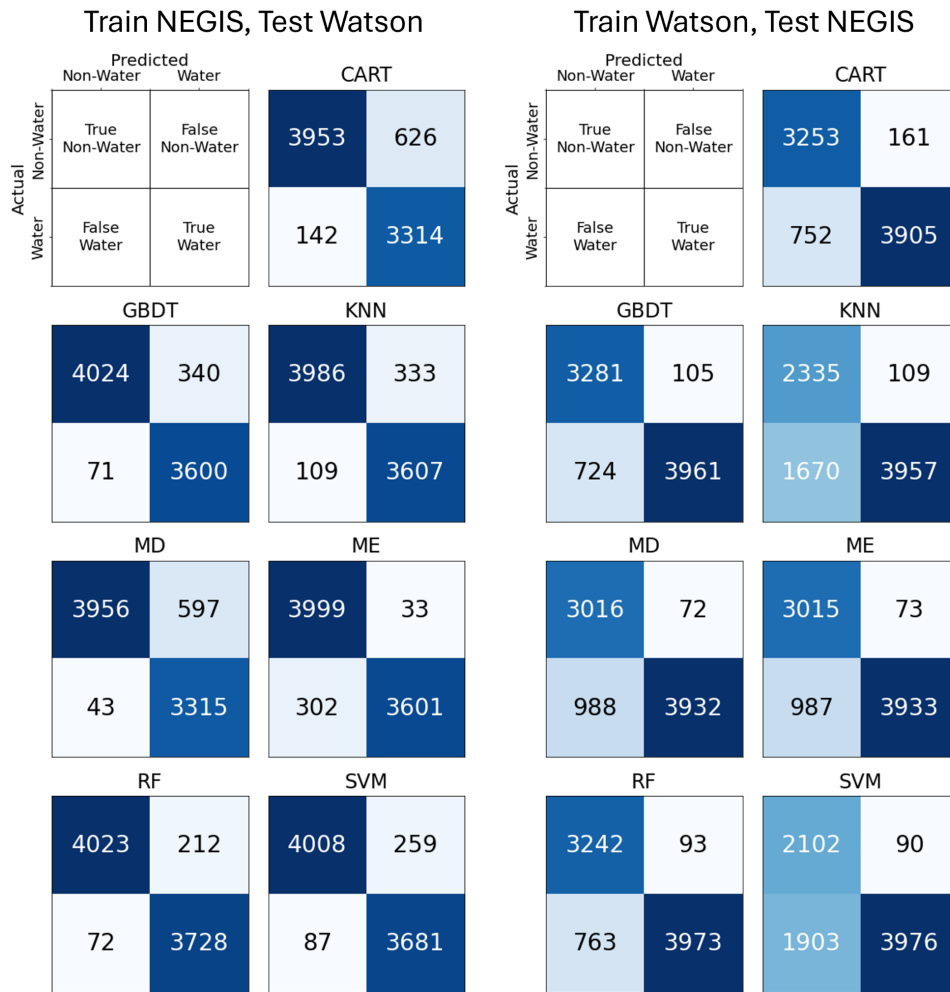 Train NEGIS, Test Watson
Train Watson, Test NEGIS
Predicted
Non-Water Water
Actual
Non-Water
Water
True
Non-Water
False
Non-Water
False
Water
True
Water
CART
3953 626
142 3314
Predicted
Non-Water Water
Actual
Non-Water
Water
True
Non-Water
False
Non-Water
False
Water
True
Water
CART
3253 161
752 3905
GBDT
4024 340
71 3600
KNN
3986 333
109 3607
GBDT
3281 105
724 3961
KNN
2335 109
1670 3957
MD
3956 597
43 3315
ME
3999 33
302 3601
MD
3016 72
988 3932
ME
3015 73
987 3933
RF
4023 212
72 3728
SVM
4008 259
87 3681
RF
3242 93
763 3973
SVM
2102 90
1903 3976